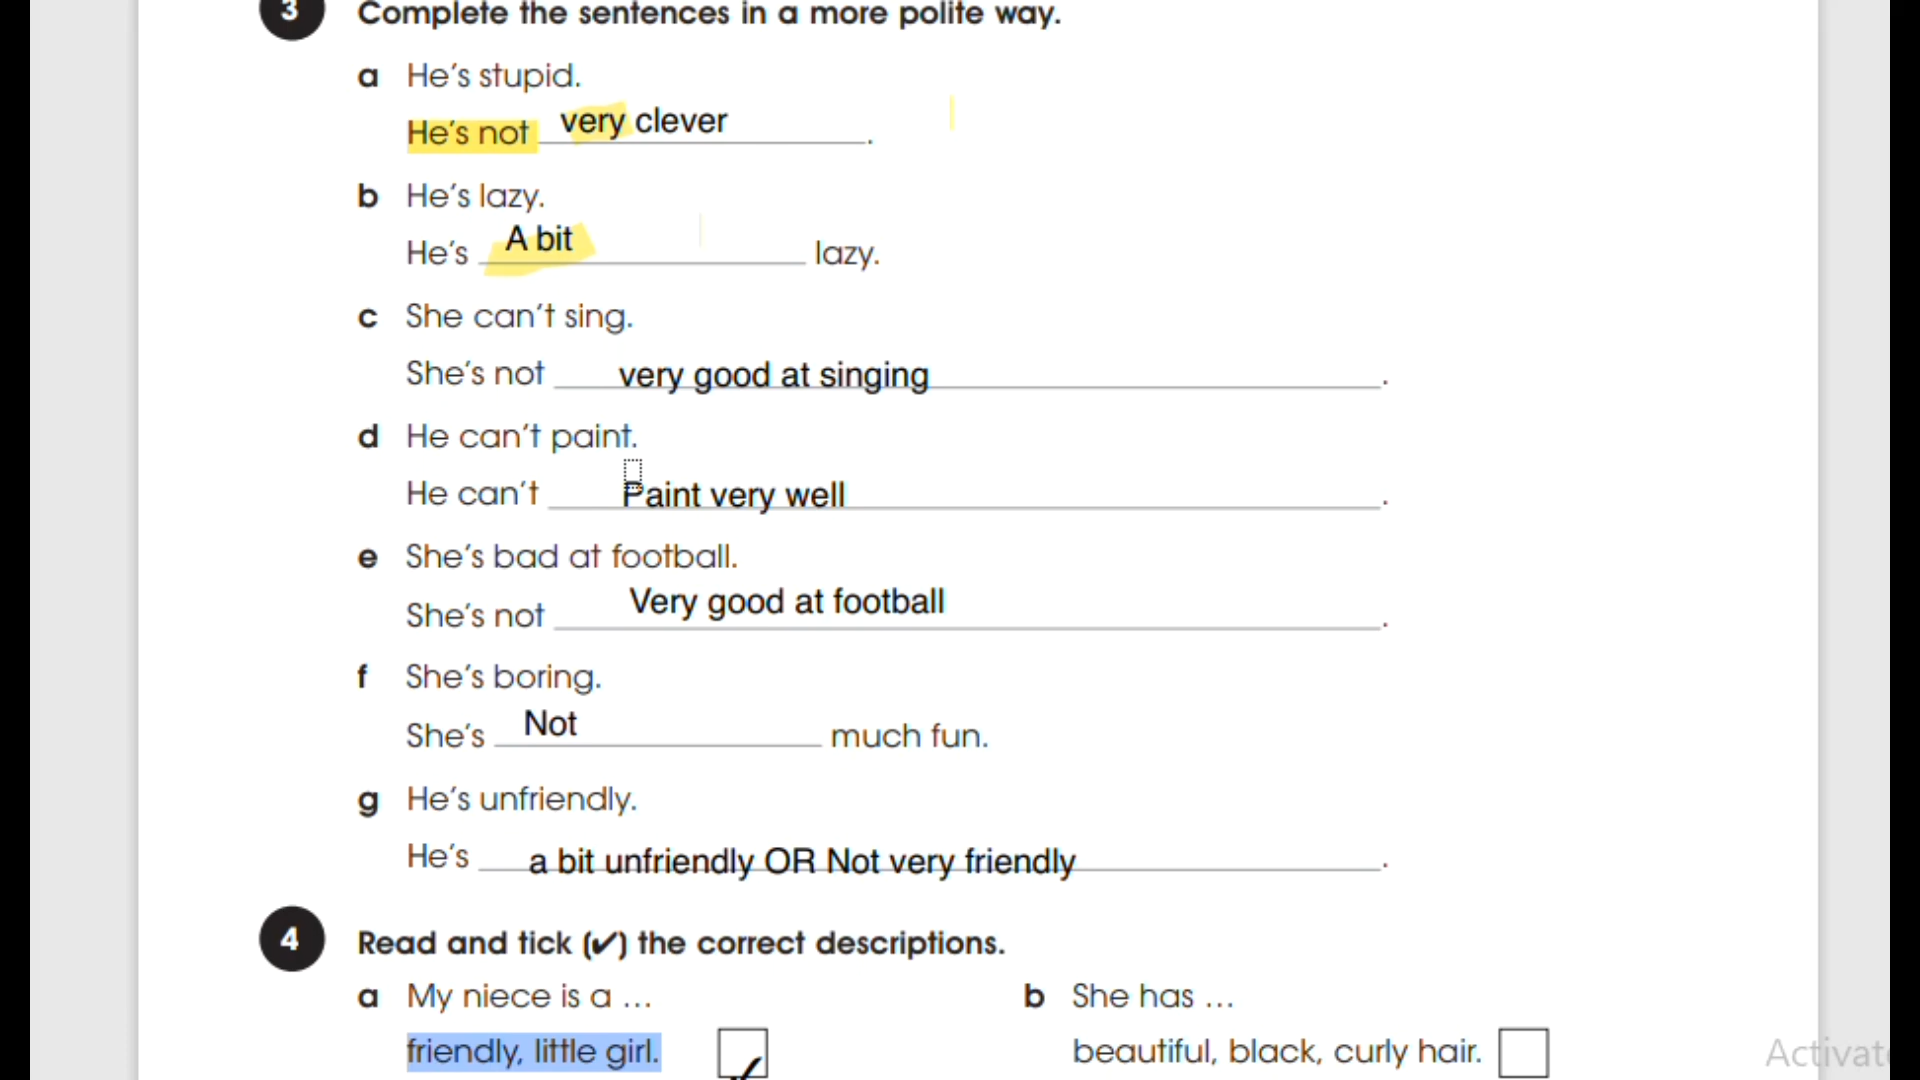 3 Complete the sentences in a more polite way.
a He's stupid.
He's not very clever.
b He's lazy.
He's A bit lazy.
c She can't sing.
She's not very good at singing.
d He can't paint.
He can't Paint very well.
e She's bad at football.
She's not Very good at football.
f She's boring.
She's Not much fun.
g He's unfriendly.
He's a bit unfriendly OR Not very friendly.
4 Read and tick (✔) the correct descriptions.
a My niece is a … b She has …
friendly, little girl. ✓ beautiful, black, curly hair.
Activate